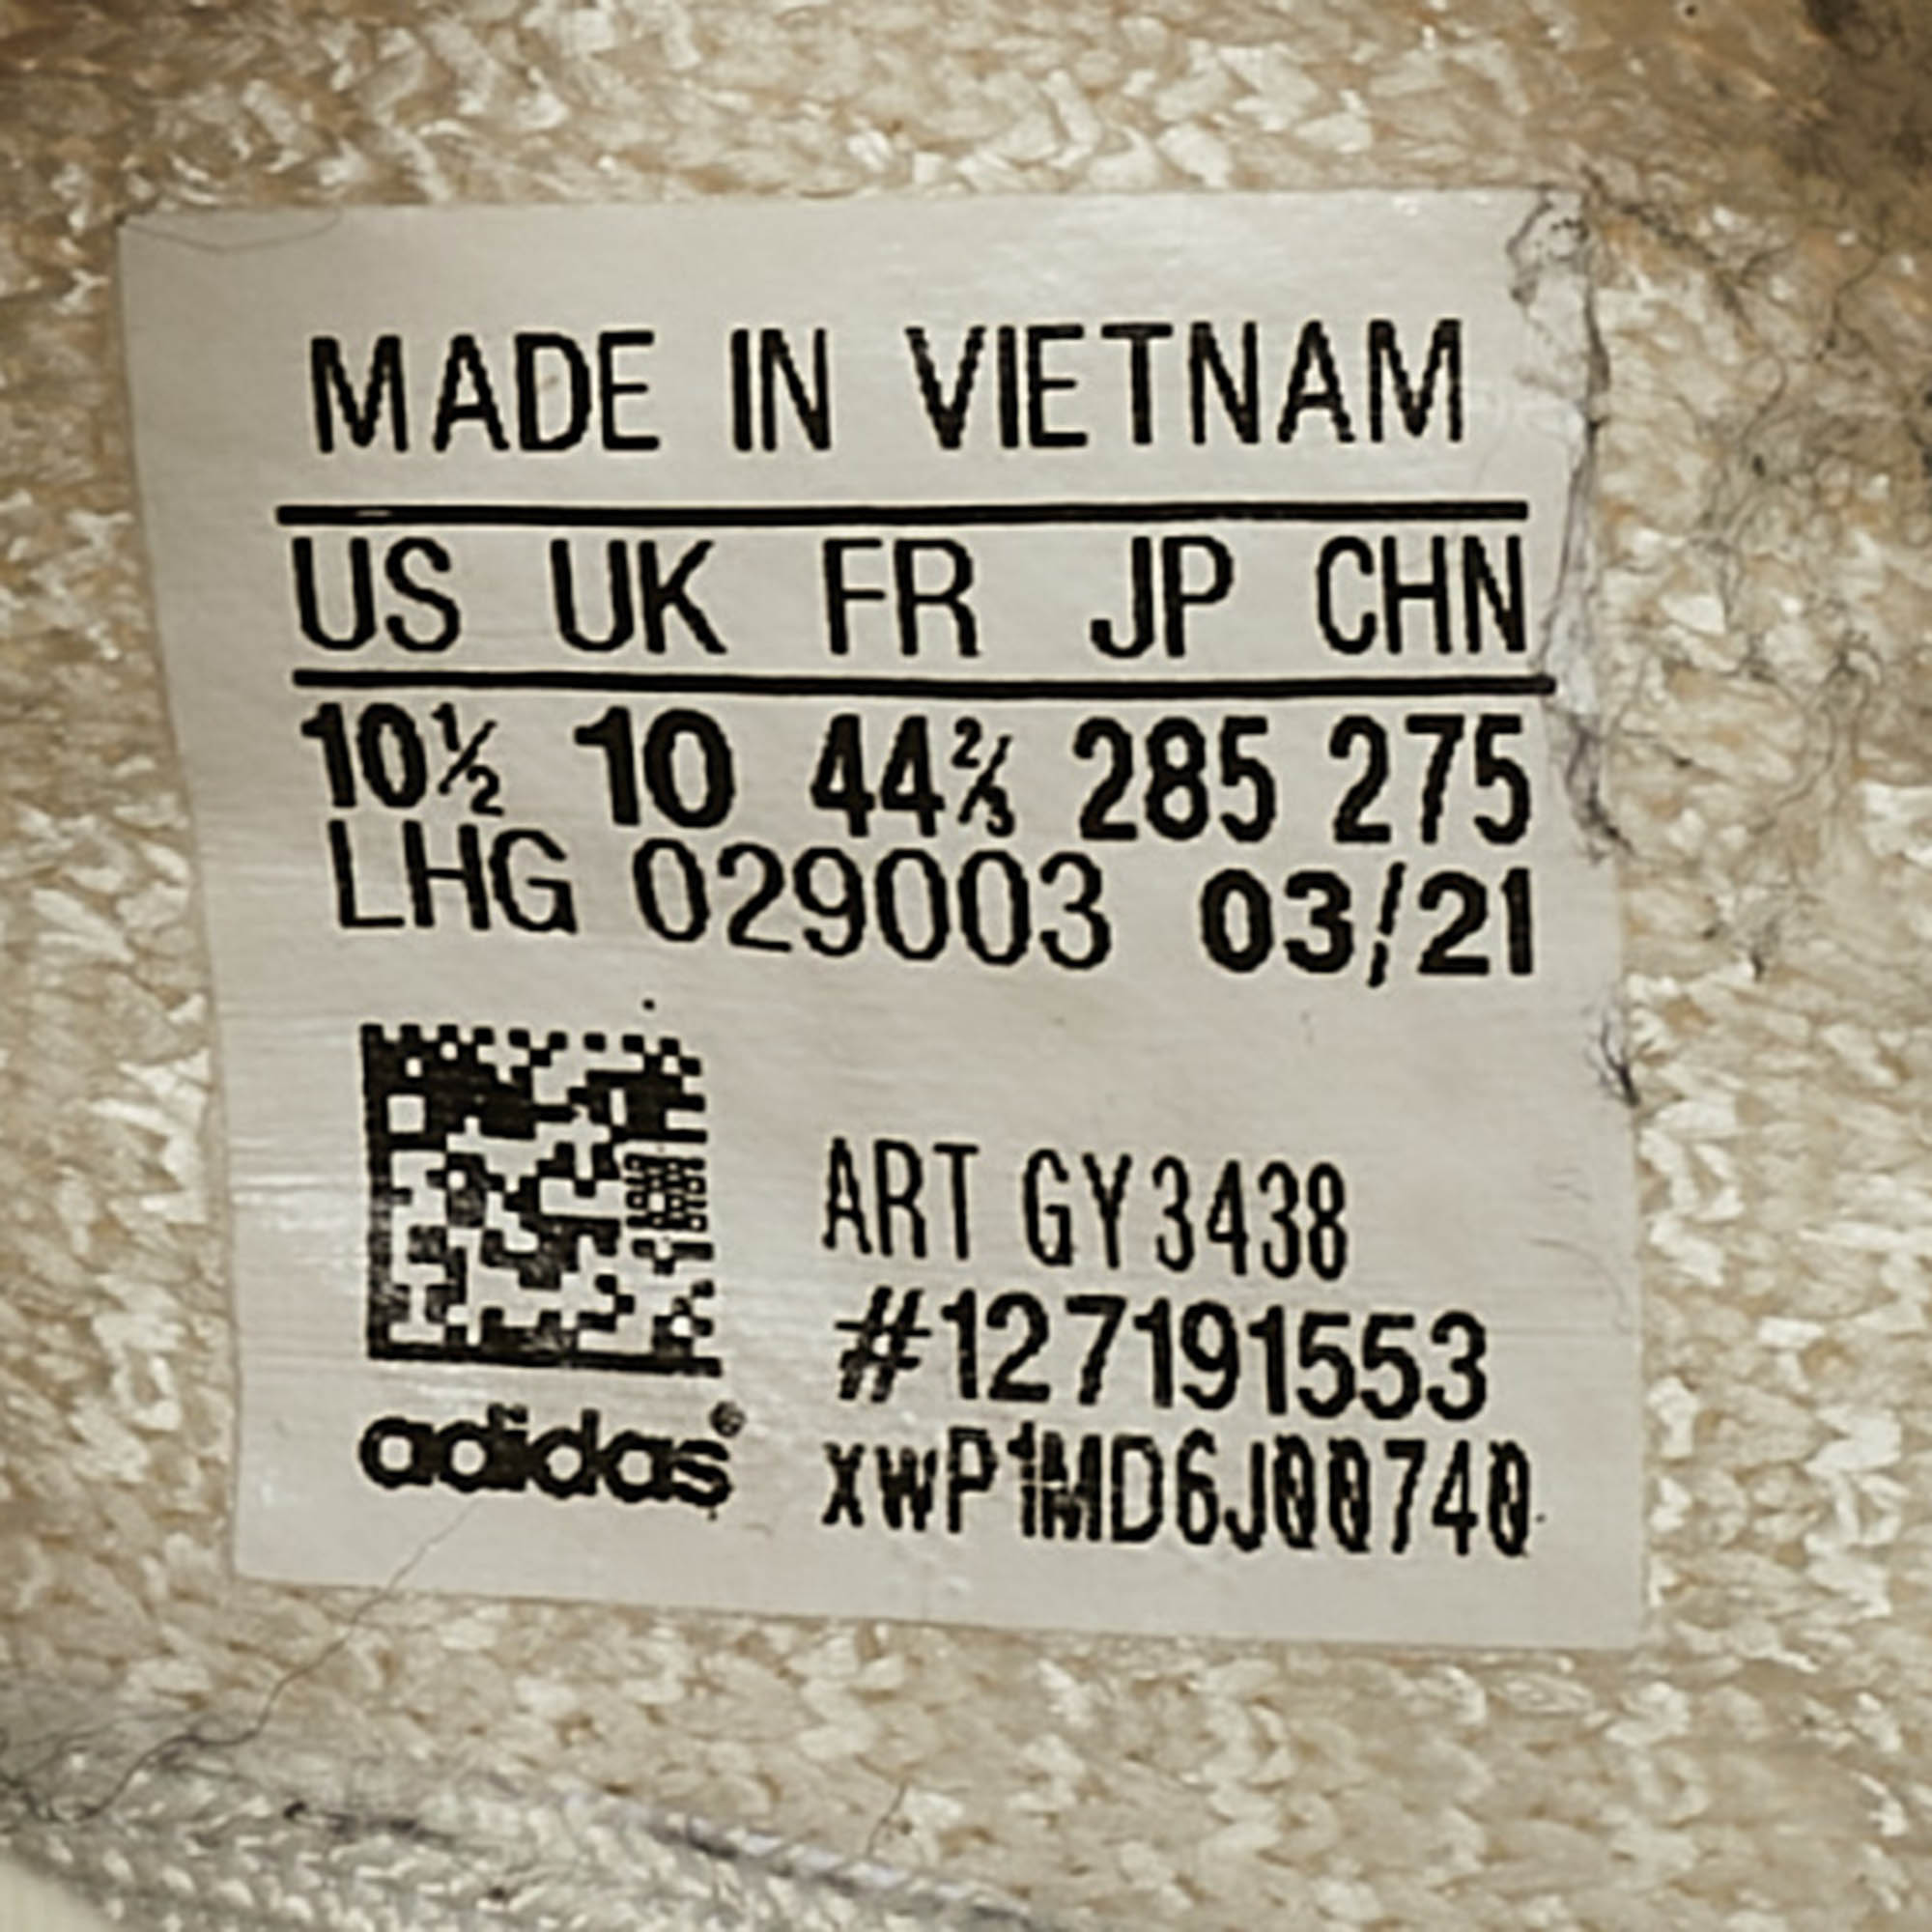 MADE IN VIETNAM
US UK FR JP CHN
10½ 10 44⅔ 285 275
LHG 029003 03/21
ART GY3438
#127191553
adidas®
XWP1MD6J00740